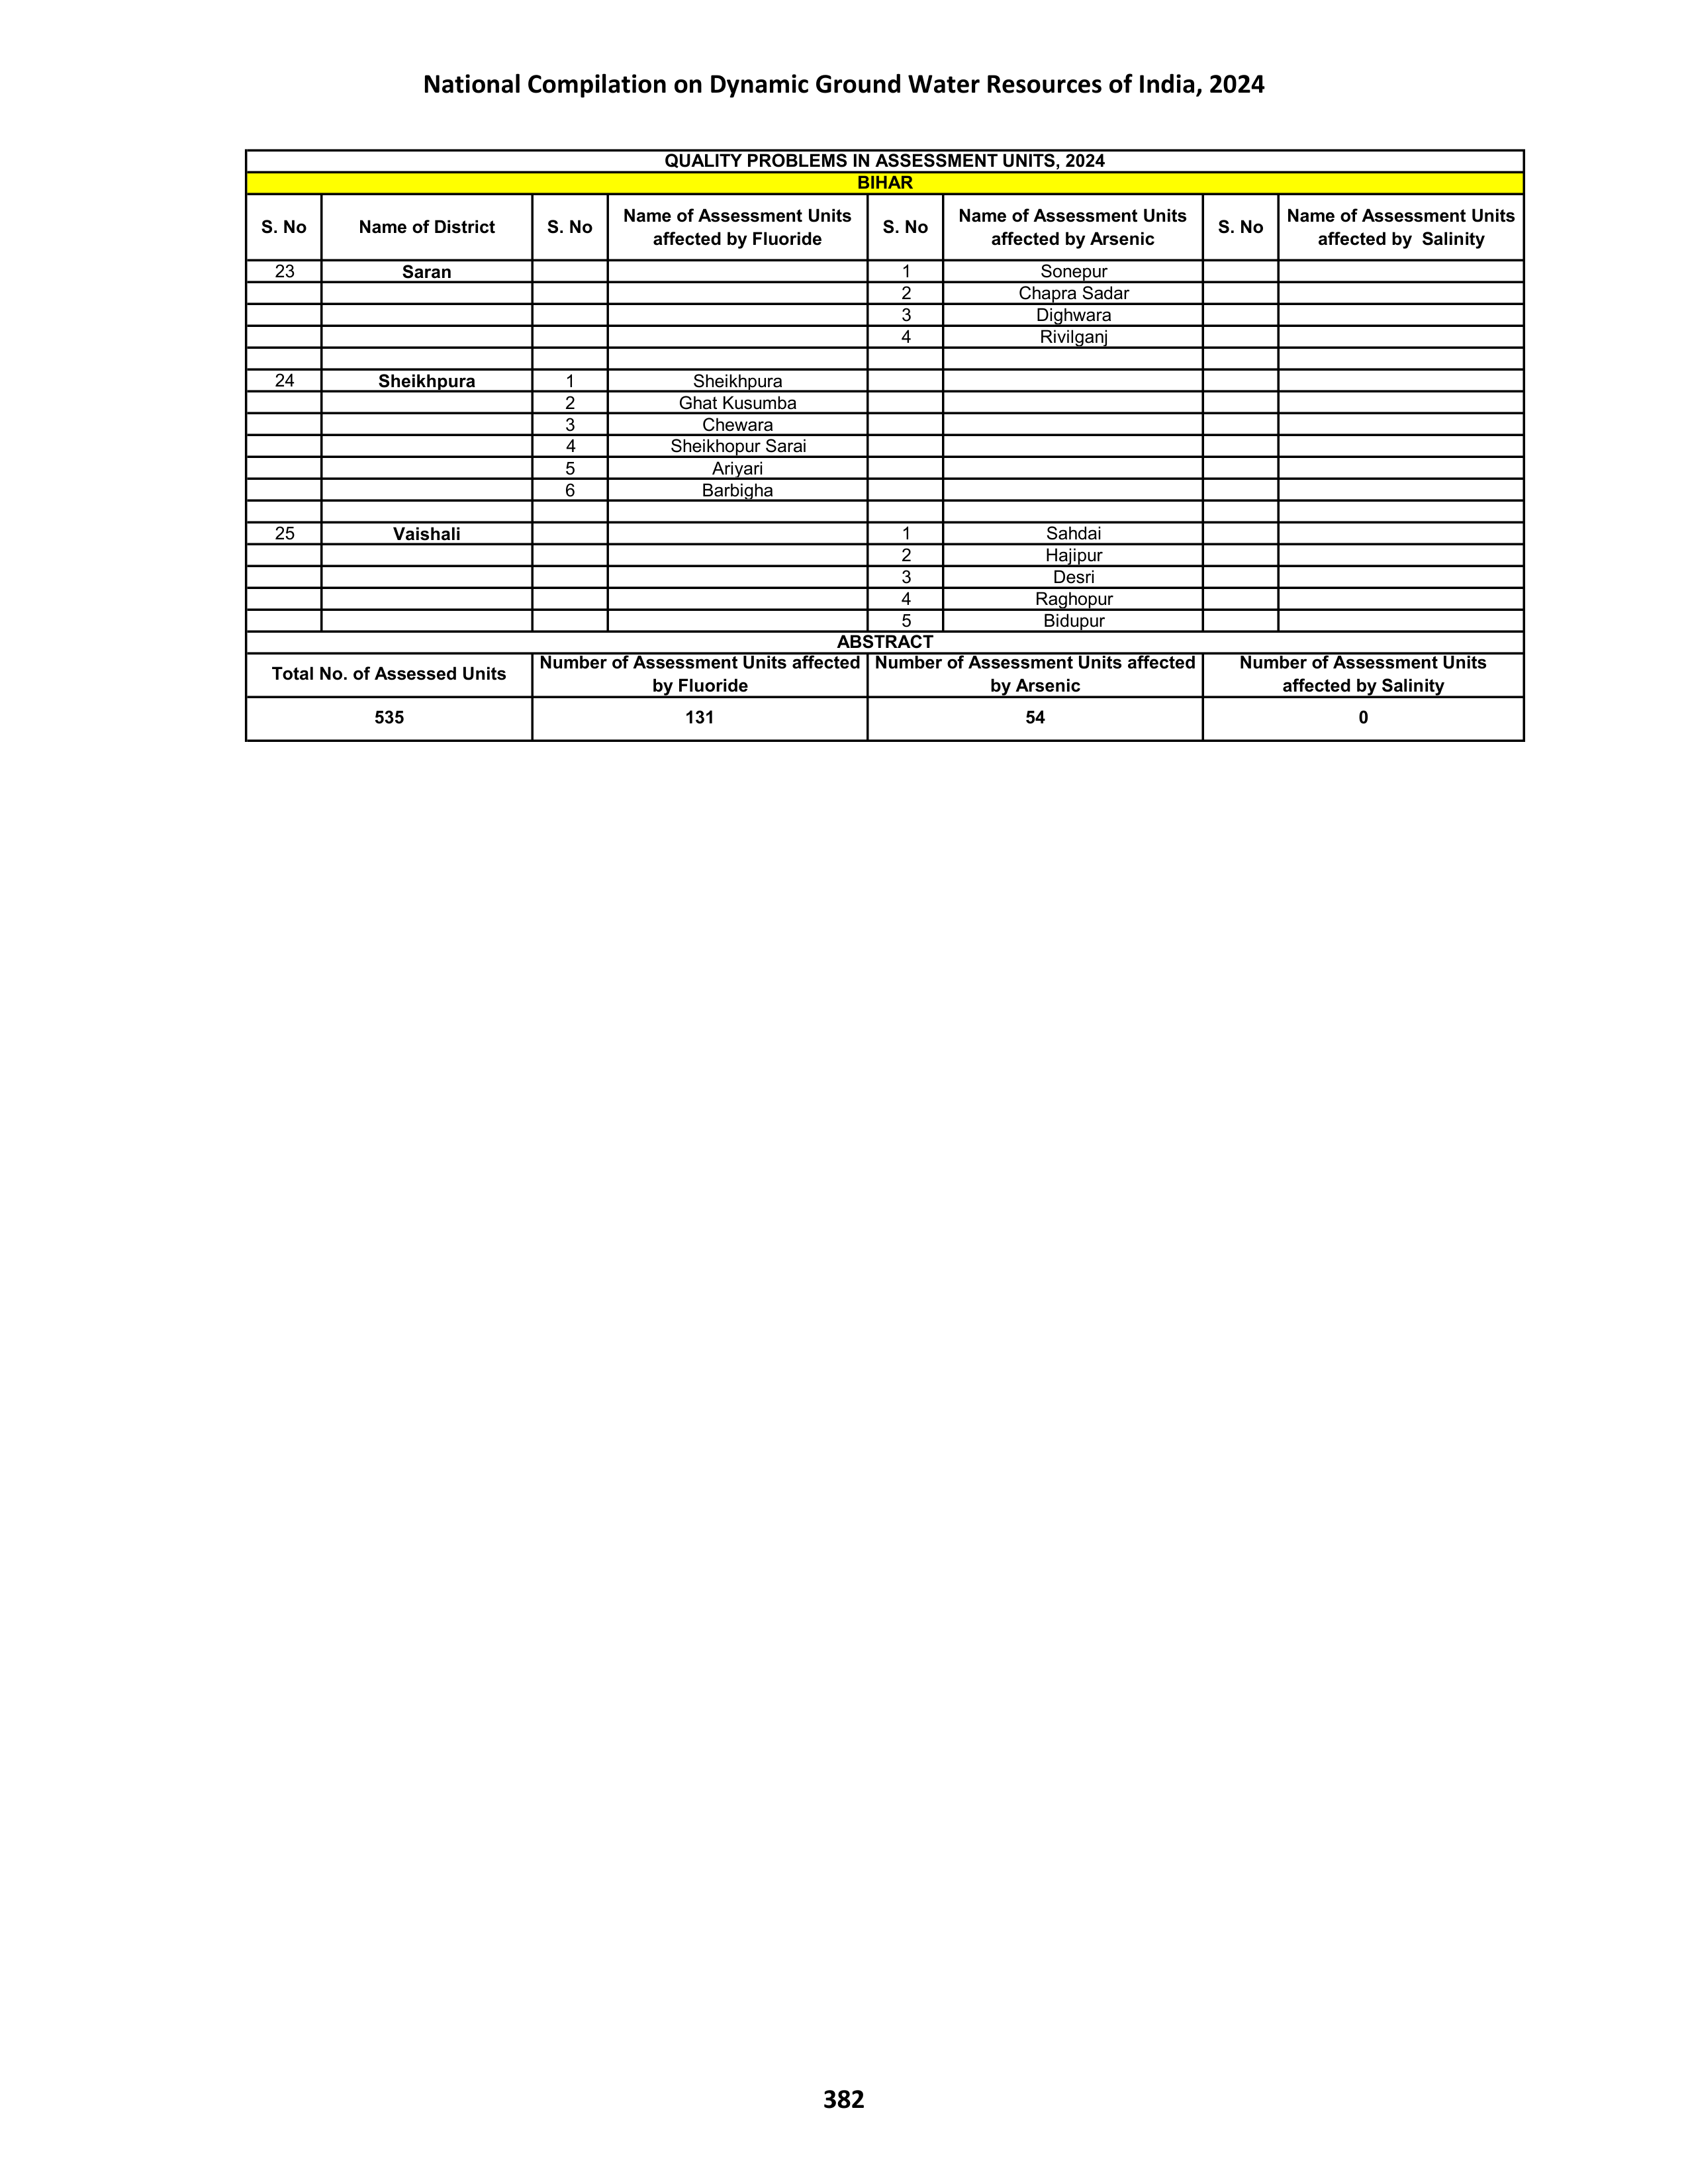 National Compilation on Dynamic Ground Water Resources of India, 2024
QUALITY PROBLEMS IN ASSESSMENT UNITS, 2024
BIHAR
S. No Name of District S. No Name of Assessment Units affected by Fluoride S. No Name of Assessment Units affected by Arsenic S. No Name of Assessment Units affected by Salinity
23 Saran 1 Sonepur
2 Chapra Sadar
3 Dighwara
4 Rivilganj
24 Sheikhpura 1 Sheikhpura
2 Ghat Kusumba
3 Chewara
4 Sheikhopur Sarai
5 Ariyari
6 Barbigha
25 Vaishali 1 Sahdai
2 Hajipur
3 Desri
4 Raghopur
5 Bidupur
ABSTRACT
Total No. of Assessed Units Number of Assessment Units affected by Fluoride Number of Assessment Units affected by Arsenic Number of Assessment Units affected by Salinity
535 131 54 0
382